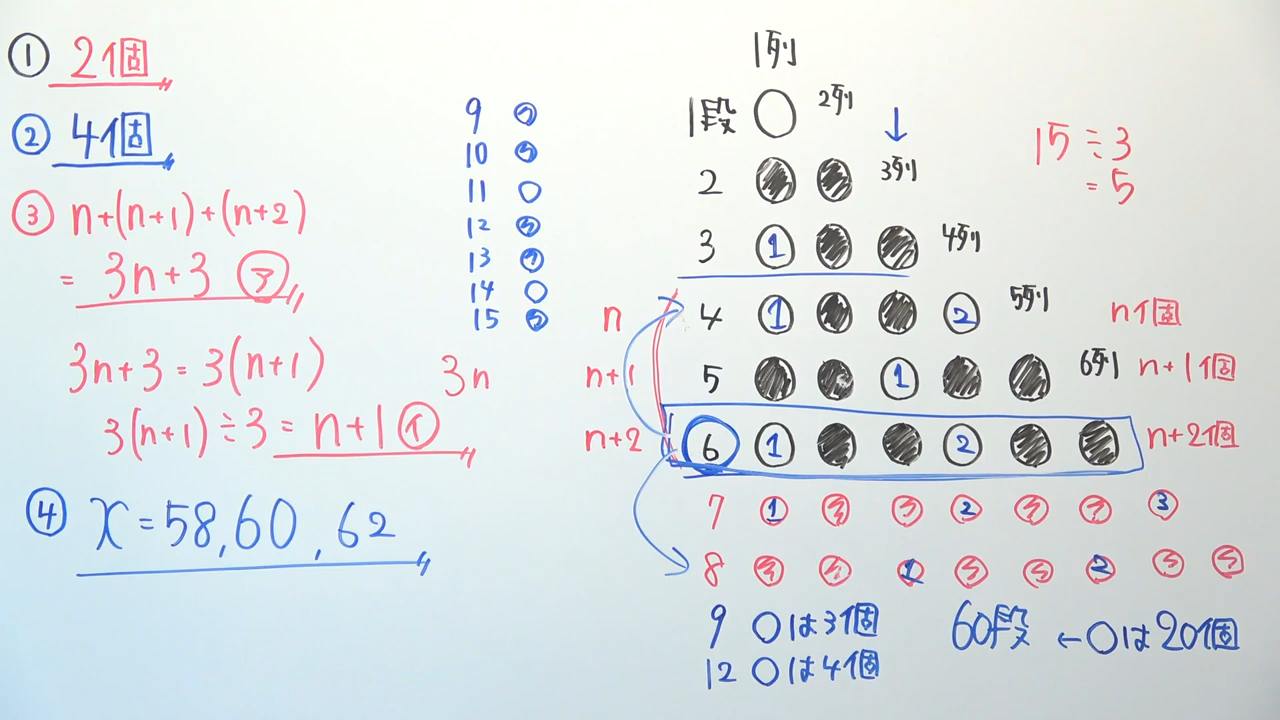 ① 2個
② 4個
③ n+(n+1)+(n+2)
= 3n+3 ㋒
3n+3=3(n+1)
3(n+1)÷3=n+1 ㋑
④ x=58,60,62
9
10
11
12
13
14
15
3n
n
n+1
n+2
1列
1段 2列
2 3列
3 1 4列
4 1 2 5列
5 1 6列
6 1 2
7 1 2 3
8 1 2
9 ○は3個
12 ○は4個
60段 ←○は20個
15÷3
=5
n個
n+1個
n+2個